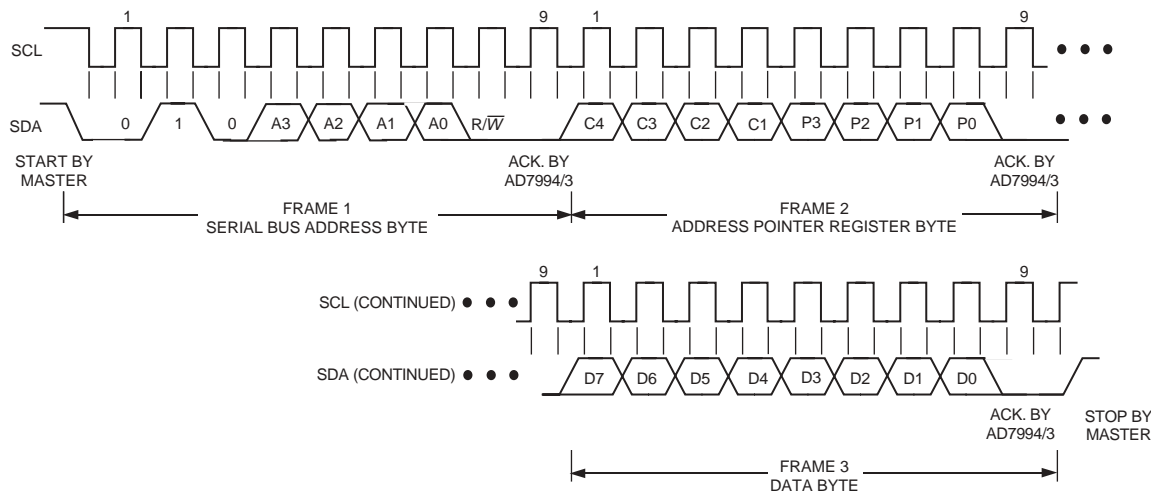 1 9 1 9
SCL
SDA 0 1 0 A3 A2 A1 A0 R/W̅ C4 C3 C2 C1 P3 P2 P1 P0
START BY
MASTER
ACK. BY
AD7994/3
ACK. BY
AD7994/3
FRAME 1
SERIAL BUS ADDRESS BYTE
FRAME 2
ADDRESS POINTER REGISTER BYTE
9 1 9
SCL (CONTINUED)
SDA (CONTINUED) D7 D6 D5 D4 D3 D2 D1 D0
ACK. BY
AD7994/3
STOP BY
MASTER
FRAME 3
DATA BYTE